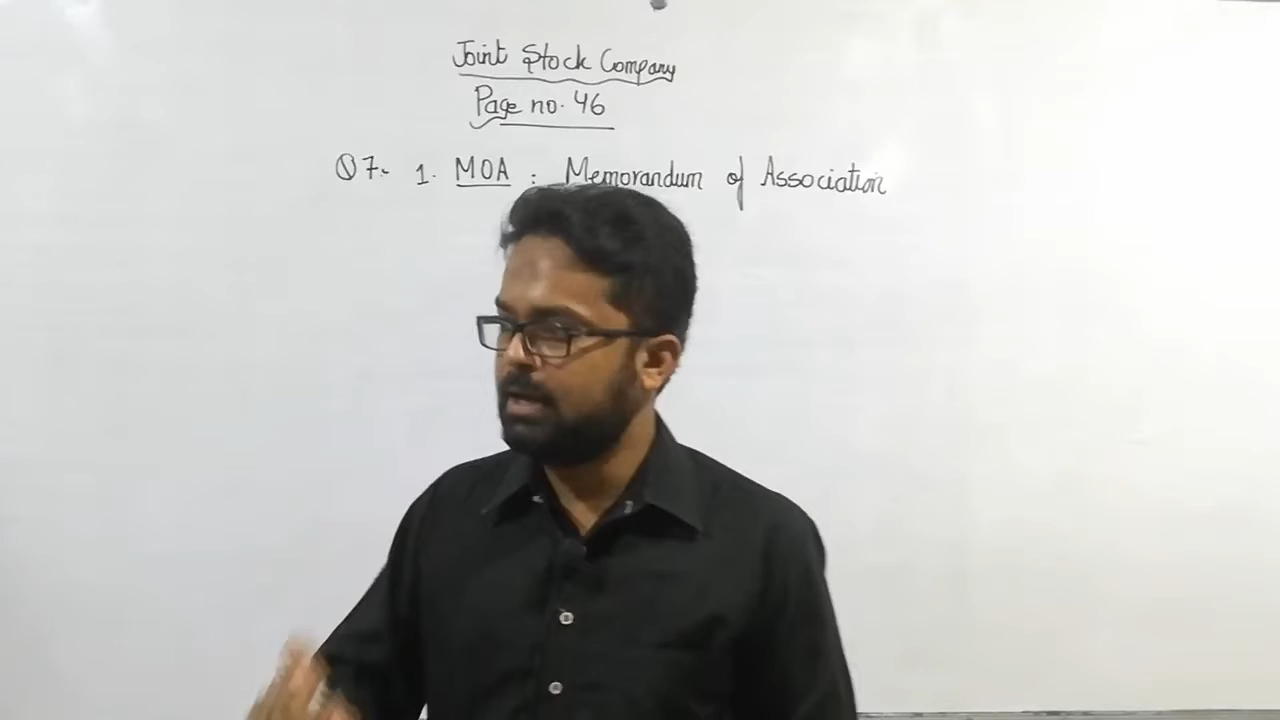 Joint Stock Company
Page no. 46
Q7. 1. MOA : Memorandum of Association